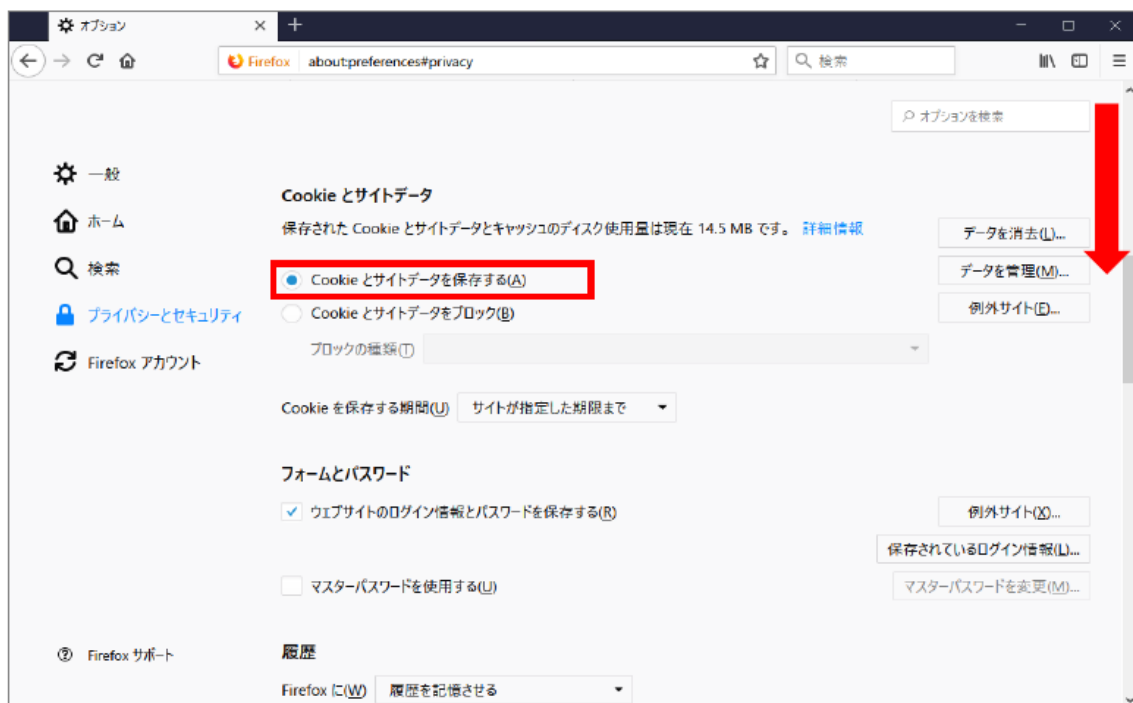 オプション
Firefox about:preferences#privacy 検索
オプションを検索
一般
ホーム
検索
プライバシーとセキュリティ
Firefox アカウント
Firefox サポート
Cookie とサイトデータ
保存された Cookie とサイトデータとキャッシュのディスク使用量は現在 14.5 MB です。 詳細情報
データを消去(L)...
Cookie とサイトデータを保存する(A)
データを管理(M)...
Cookie とサイトデータをブロック(B)
例外サイト(E)...
ブロックの種類(T)
Cookie を保存する期間(U) サイトが指定した期限まで
フォームとパスワード
ウェブサイトのログイン情報とパスワードを保存する(R)
例外サイト(X)...
保存されているログイン情報(L)...
マスターパスワードを使用する(U)
マスターパスワードを変更(M)...
履歴
Firefox に(W) 履歴を記憶させる